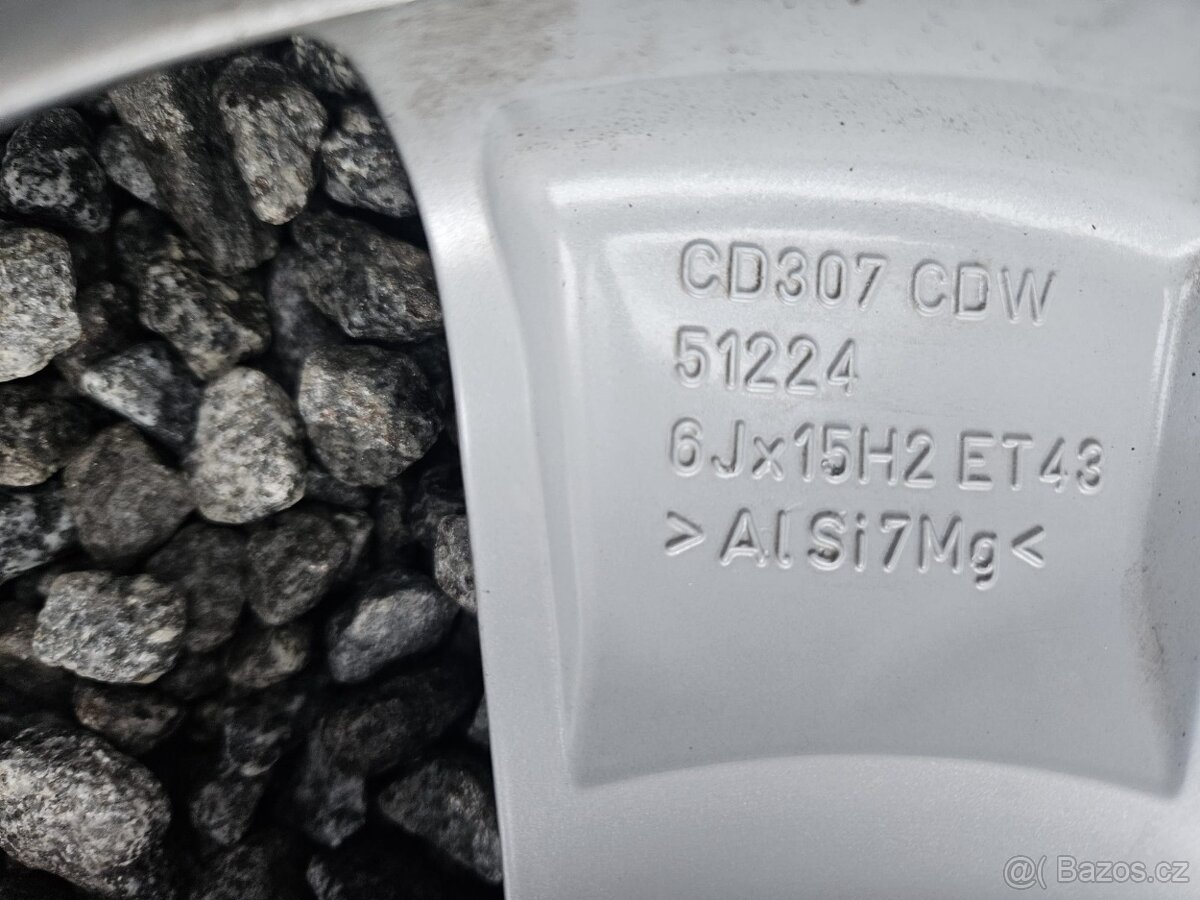 CD307 CDW
51224
6Jx15H2 ET43
>AlSi7Mg<
@( Bazos.cz